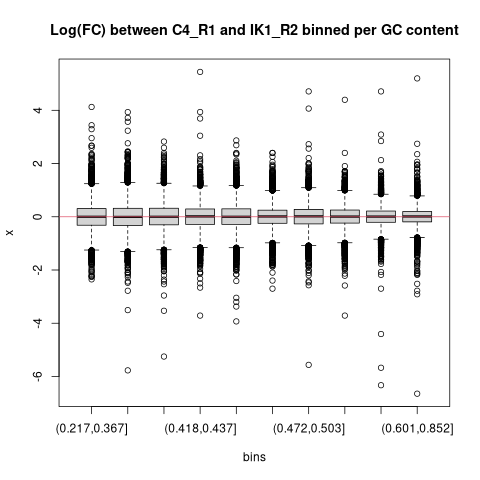 Log(FC) between C4_R1 and IK1_R2 binned per GC content
x
4
2
0
-2
-4
-6
(0.217,0.367] (0.418,0.437] (0.472,0.503] (0.601,0.852]
bins